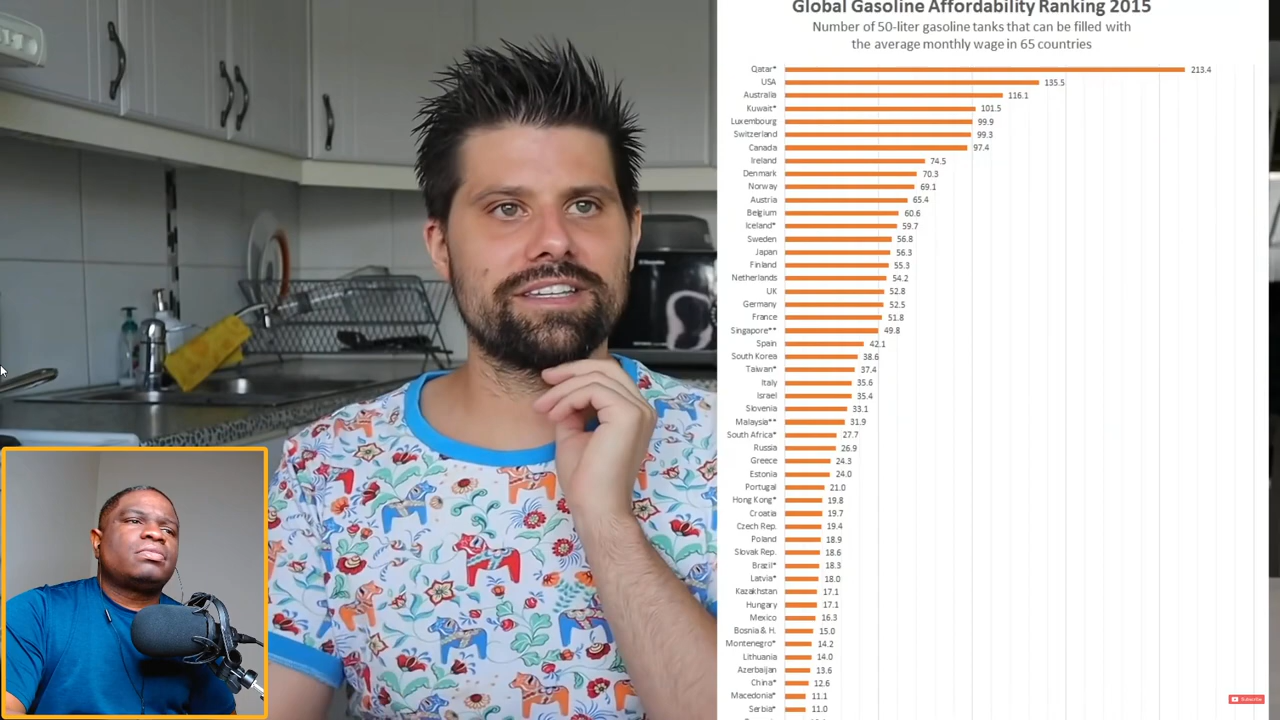 Global Gasoline Affordability Ranking 2015
Number of 50-liter gasoline tanks that can be filled with
the average monthly wage in 65 countries
Qatar* 213.4
USA 135.5
Australia 116.1
Kuwait* 101.5
Luxembourg 99.9
Switzerland 99.3
Canada 97.4
Ireland 74.5
Denmark 70.3
Norway 69.1
Austria 65.4
Belgium 60.6
Iceland* 59.7
Sweden 56.8
Japan 56.3
Finland 55.3
Netherlands 54.2
UK 52.8
Germany 52.5
France 51.8
Singapore** 49.8
Spain 42.1
South Korea 38.6
Taiwan* 37.4
Italy 35.6
Israel 35.4
Slovenia 33.1
Malaysia** 31.9
South Africa* 27.7
Russia 26.9
Greece 24.3
Estonia 24.0
Portugal 21.0
Hong Kong* 19.8
Croatia 19.7
Czech Rep. 19.4
Poland 18.9
Slovak Rep. 18.6
Brazil* 18.3
Latvia* 18.0
Kazakhstan 17.1
Hungary 17.1
Mexico 16.3
Bosnia & H. 15.0
Montenegro* 14.2
Lithuania 14.0
Azerbaijan 13.6
China* 12.6
Macedonia* 11.1
Serbia* 11.0
Subscribe